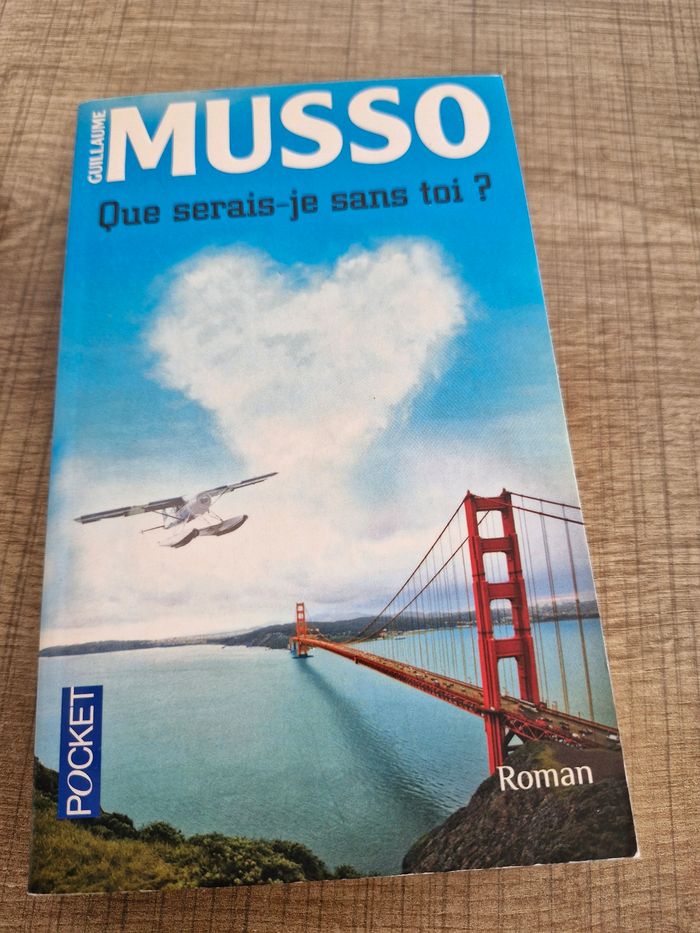 GUILLAUME
MUSSO
Que serais-je sans toi ?
POCKET
Roman